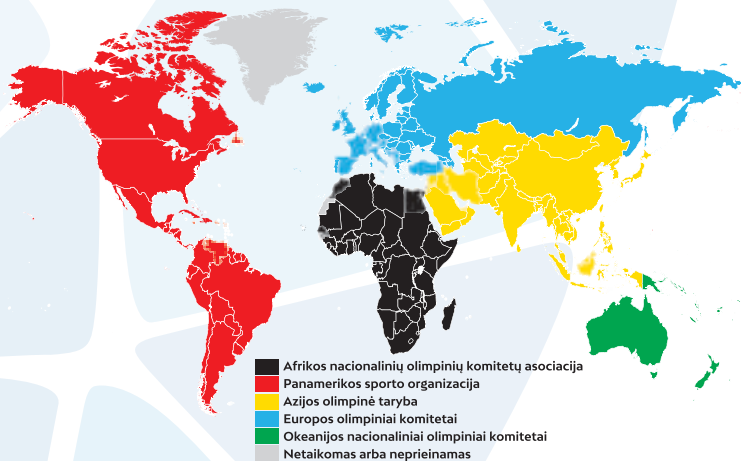 Afrikos nacionalinių olimpinių komitetų asociacija
Panamerikos sporto organizacija
Azijos olimpinė taryba
Europos olimpiniai komitetai
Okeanijos nacionaliniai olimpiniai komitetai
Netaikomas arba neprieinamas